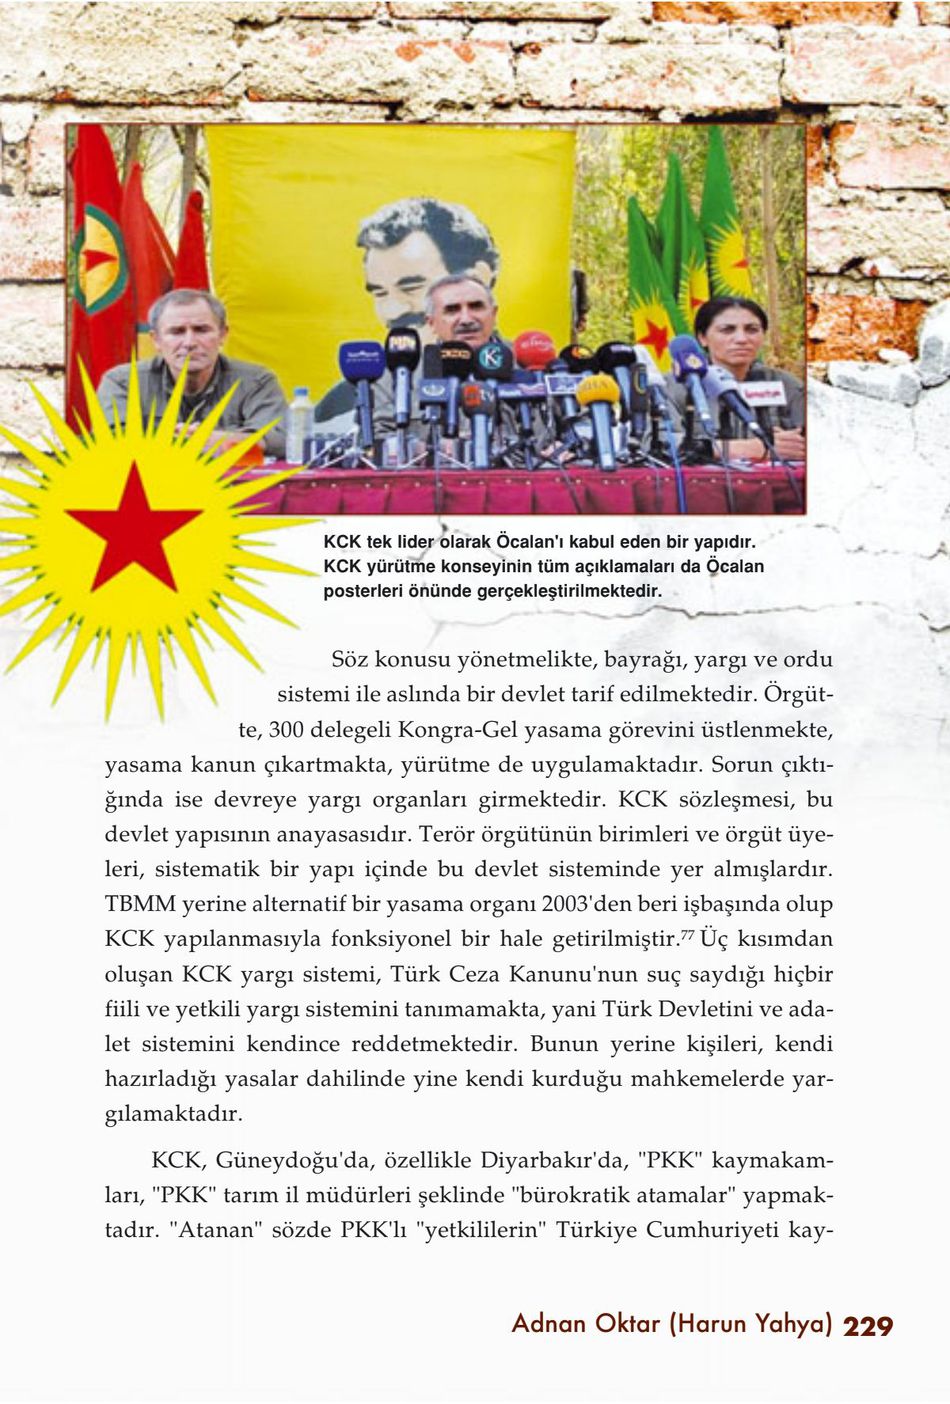 KCK tek lider olarak Öcalan'ı kabul eden bir yapıdır.
KCK yürütme konseyinin tüm açıklamaları da Öcalan
posterleri önünde gerçekleştirilmektedir.
Söz konusu yönetmelikte, bayrağı, yargı ve ordu
sistemi ile aslında bir devlet tarif edilmektedir. Örgüt-
te, 300 delegeli Kongra-Gel yasama görevini üstlenmekte,
yasama kanun çıkartmakta, yürütme de uygulamaktadır. Sorun çıktı-
ğında ise devreye yargı organları girmektedir. KCK sözleşmesi, bu
devlet yapısının anayasasıdır. Terör örgütünün birimleri ve örgüt üye-
leri, sistematik bir yapı içinde bu devlet sisteminde yer almışlardır.
TBMM yerine alternatif bir yasama organı 2003'den beri işbaşında olup
KCK yapılanmasıyla fonksiyonel bir hale getirilmiştir.⁷⁷ Üç kısımdan
oluşan KCK yargı sistemi, Türk Ceza Kanunu'nun suç saydığı hiçbir
fiili ve yetkili yargı sistemini tanımamakta, yani Türk Devletini ve ada-
let sistemini kendince reddetmektedir. Bunun yerine kişileri, kendi
hazırladığı yasalar dahilinde yine kendi kurduğu mahkemelerde yar-
gılamaktadır.
KCK, Güneydoğu'da, özellikle Diyarbakır'da, "PKK" kaymakam-
ları, "PKK" tarım il müdürleri şeklinde "bürokratik atamalar" yapmak-
tadır. "Atanan" sözde PKK'lı "yetkililerin" Türkiye Cumhuriyeti kay-
Adnan Oktar (Harun Yahya) 229